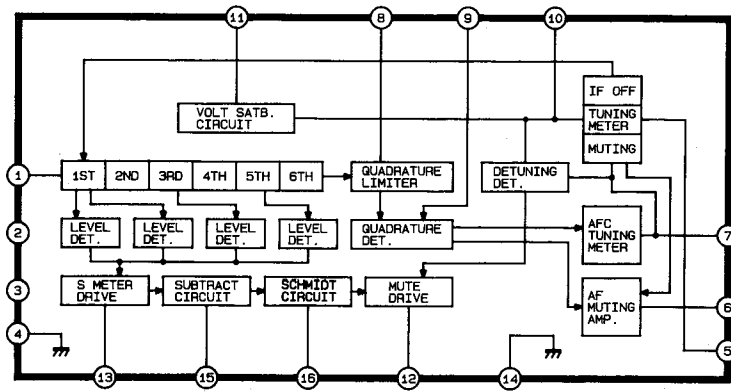 11
8
9
10
IF OFF
VOLT SATB.
CIRCUIT
TUNING
METER
MUTING
1
1ST 2ND 3RD 4TH 5TH 6TH
QUADRATURE
LIMITER
DETUNING
DET.
2
LEVEL
DET.
LEVEL
DET.
LEVEL
DET.
LEVEL
DET.
QUADRATURE
DET.
AFC
TUNING
METER
7
3
S METER
DRIVE
SUBTRACT
CIRCUIT
SCHMIDT
CIRCUIT
MUTE
DRIVE
AF
MUTING
AMP.
6
4
5
13
15
16
12
14